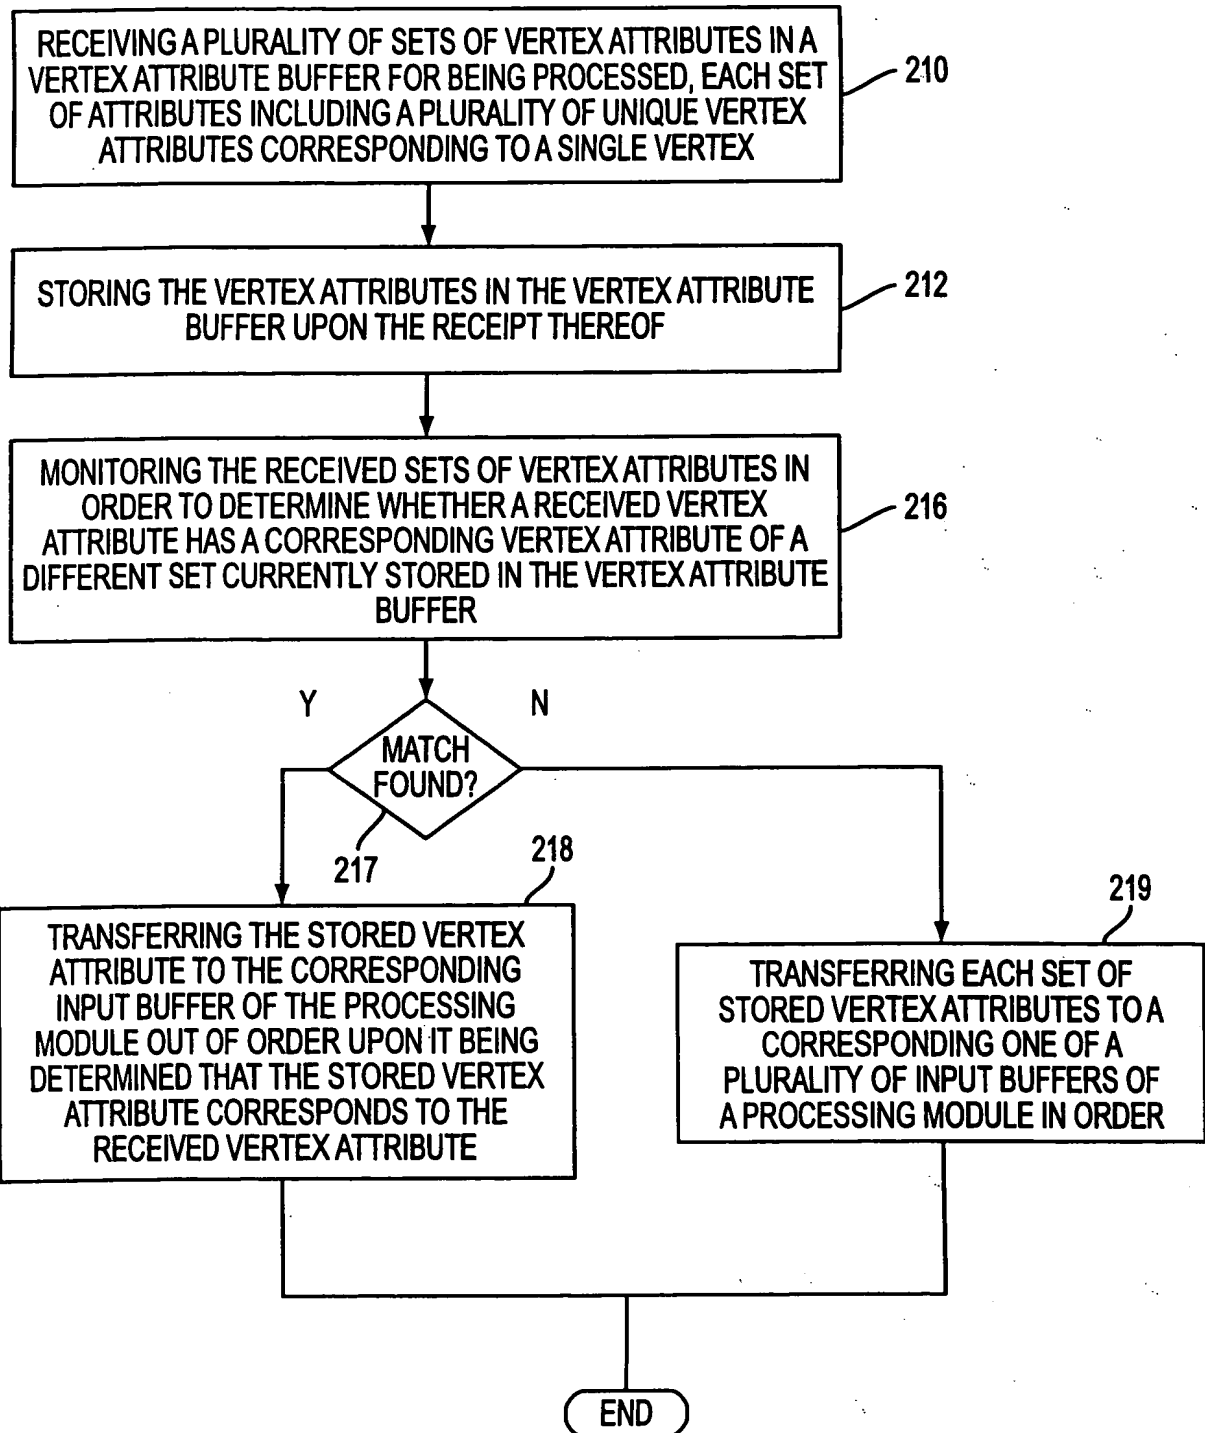 RECEIVING A PLURALITY OF SETS OF VERTEX ATTRIBUTES IN A
VERTEX ATTRIBUTE BUFFER FOR BEING PROCESSED, EACH SET
OF ATTRIBUTES INCLUDING A PLURALITY OF UNIQUE VERTEX
ATTRIBUTES CORRESPONDING TO A SINGLE VERTEX
210
STORING THE VERTEX ATTRIBUTES IN THE VERTEX ATTRIBUTE
BUFFER UPON THE RECEIPT THEREOF
212
MONITORING THE RECEIVED SETS OF VERTEX ATTRIBUTES IN
ORDER TO DETERMINE WHETHER A RECEIVED VERTEX
ATTRIBUTE HAS A CORRESPONDING VERTEX ATTRIBUTE OF A
DIFFERENT SET CURRENTLY STORED IN THE VERTEX ATTRIBUTE
BUFFER
216
Y
N
MATCH
FOUND?
217
218
TRANSFERRING THE STORED VERTEX
ATTRIBUTE TO THE CORRESPONDING
INPUT BUFFER OF THE PROCESSING
MODULE OUT OF ORDER UPON IT BEING
DETERMINED THAT THE STORED VERTEX
ATTRIBUTE CORRESPONDS TO THE
RECEIVED VERTEX ATTRIBUTE
219
TRANSFERRING EACH SET OF
STORED VERTEX ATTRIBUTES TO A
CORRESPONDING ONE OF A
PLURALITY OF INPUT BUFFERS OF
A PROCESSING MODULE IN ORDER
END